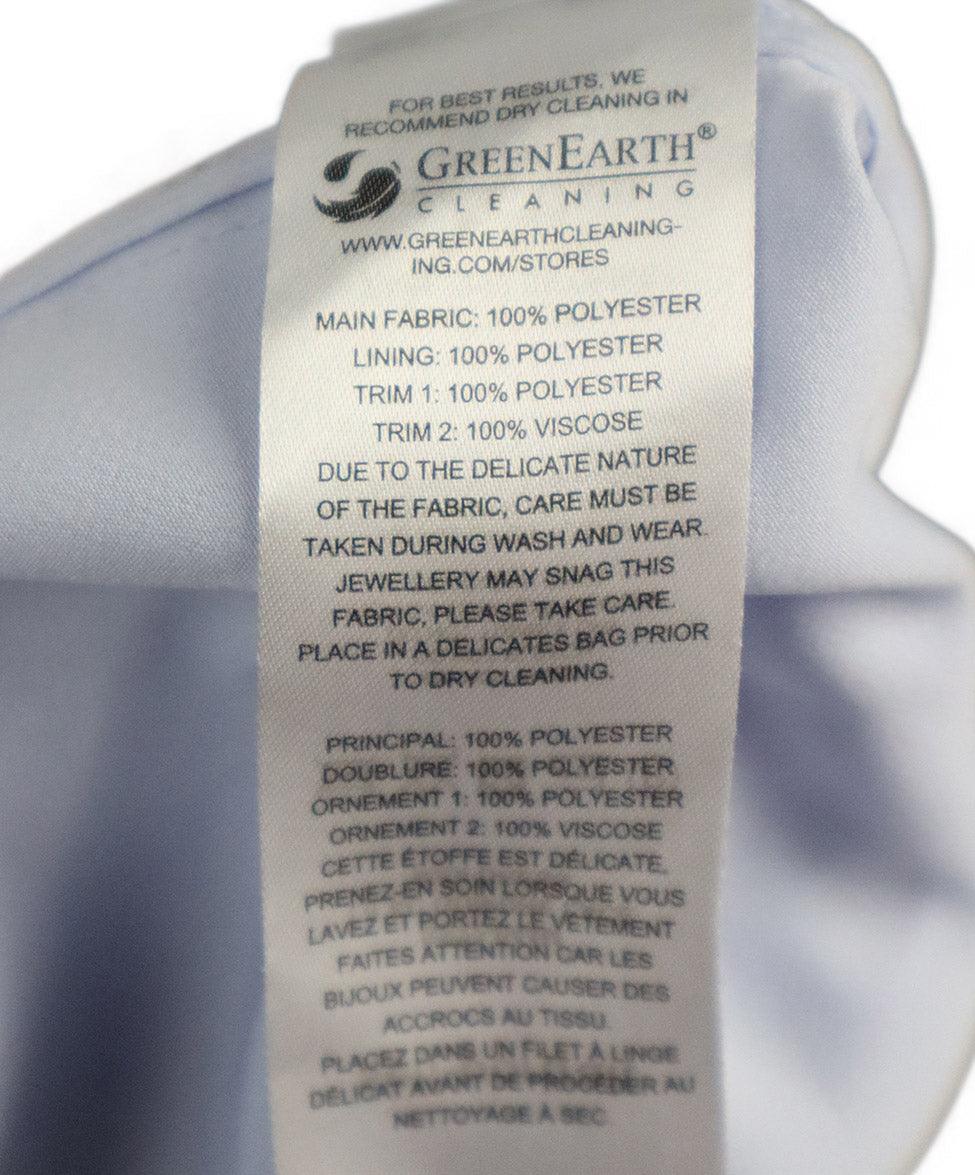 FOR BEST RESULTS, WE
RECOMMEND DRY CLEANING IN
GREENEARTH®
CLEANING
WWW.GREENEARTHCLEANING-
ING.COM/STORES
MAIN FABRIC: 100% POLYESTER
LINING: 100% POLYESTER
TRIM 1: 100% POLYESTER
TRIM 2: 100% VISCOSE
DUE TO THE DELICATE NATURE
OF THE FABRIC, CARE MUST BE
TAKEN DURING WASH AND WEAR.
JEWELLERY MAY SNAG THIS
FABRIC, PLEASE TAKE CARE.
PLACE IN A DELICATES BAG PRIOR
TO DRY CLEANING.
PRINCIPAL: 100% POLYESTER
DOUBLURE: 100% POLYESTER
ORNEMENT 1: 100% POLYESTER
ORNEMENT 2: 100% VISCOSE
CETTE ÉTOFFE EST DÉLICATE,
PRENEZ-EN SOIN LORSQUE VOUS
LAVEZ ET PORTEZ LE VÊTEMENT
FAITES ATTENTION CAR LES
BIJOUX PEUVENT CAUSER DES
ACCROCS AU TISSU.
PLACEZ DANS UN FILET À LINGE
DÉLICAT AVANT DE PROCÉDER AU
NETTOYAGE À SEC